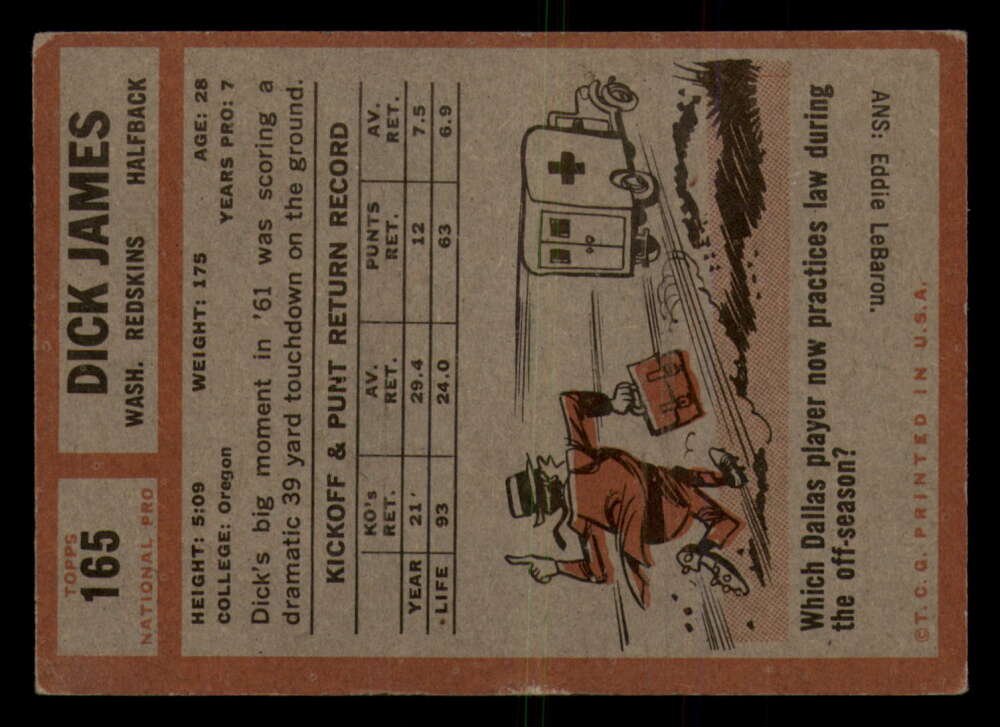 TOPPS
165
NATIONAL PRO
DICK JAMES
WASH. REDSKINS HALFBACK
HEIGHT: 5:09 WEIGHT: 175 AGE: 28
COLLEGE: Oregon YEARS PRO: 7
Dick's big moment in '61 was scoring a
dramatic 39 yard touchdown on the ground.
KICKOFF & PUNT RETURN RECORD
KO's RET. AV. RET. PUNTS RET. AV. RET.
YEAR 21 29.4 12 7.5
LIFE 93 24.0 63 6.9
Which Dallas player now practices law during
the off-season?
ANS: Eddie LeBaron.
©T. C. G. PRINTED IN U.S.A.